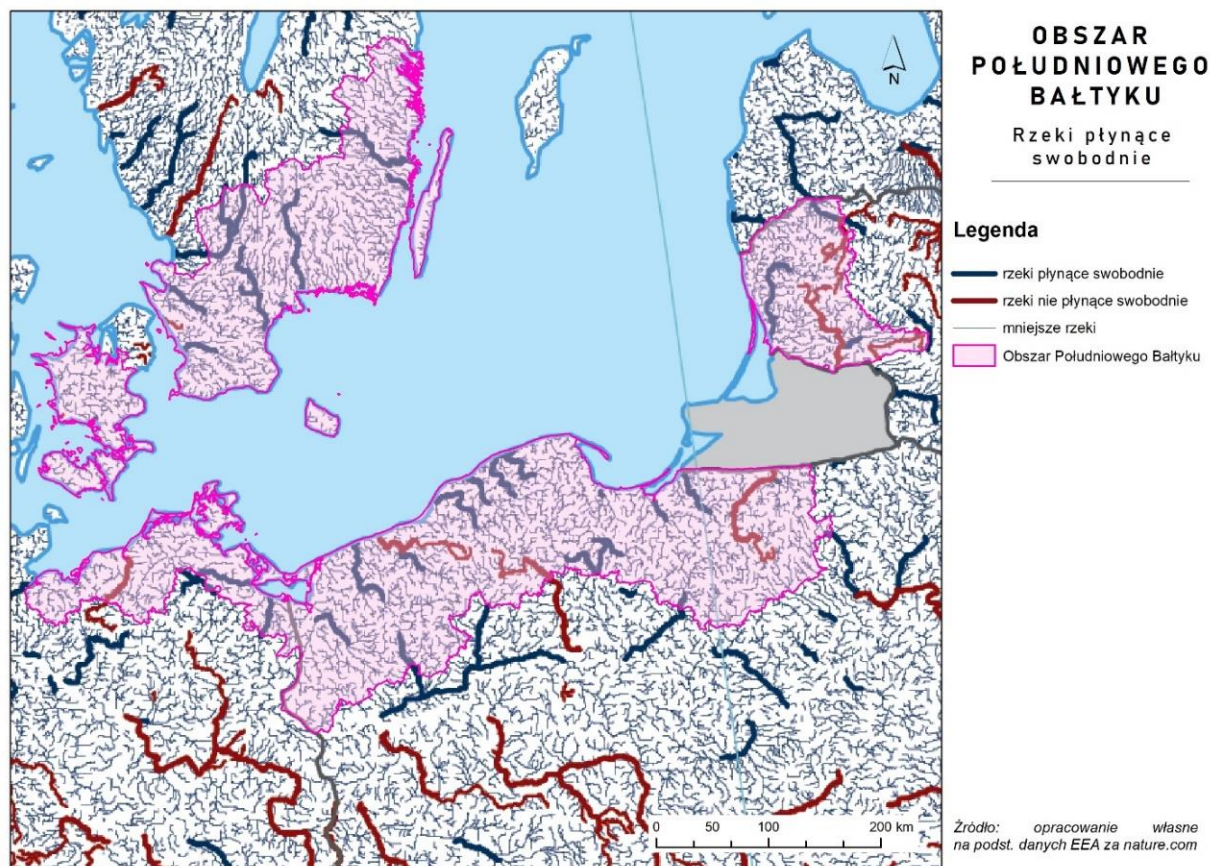 OBSZAR
POŁUDNIOWEGO
BAŁTYKU
Rzeki płynące
swobodnie
N
Legenda
rzeki płynące swobodnie
rzeki nie płynące swobodnie
mniejsze rzeki
Obszar Południowego Bałtyku
0 50 100 200 km
Źródło: opracowanie własne
na podst. danych EEA za nature.com